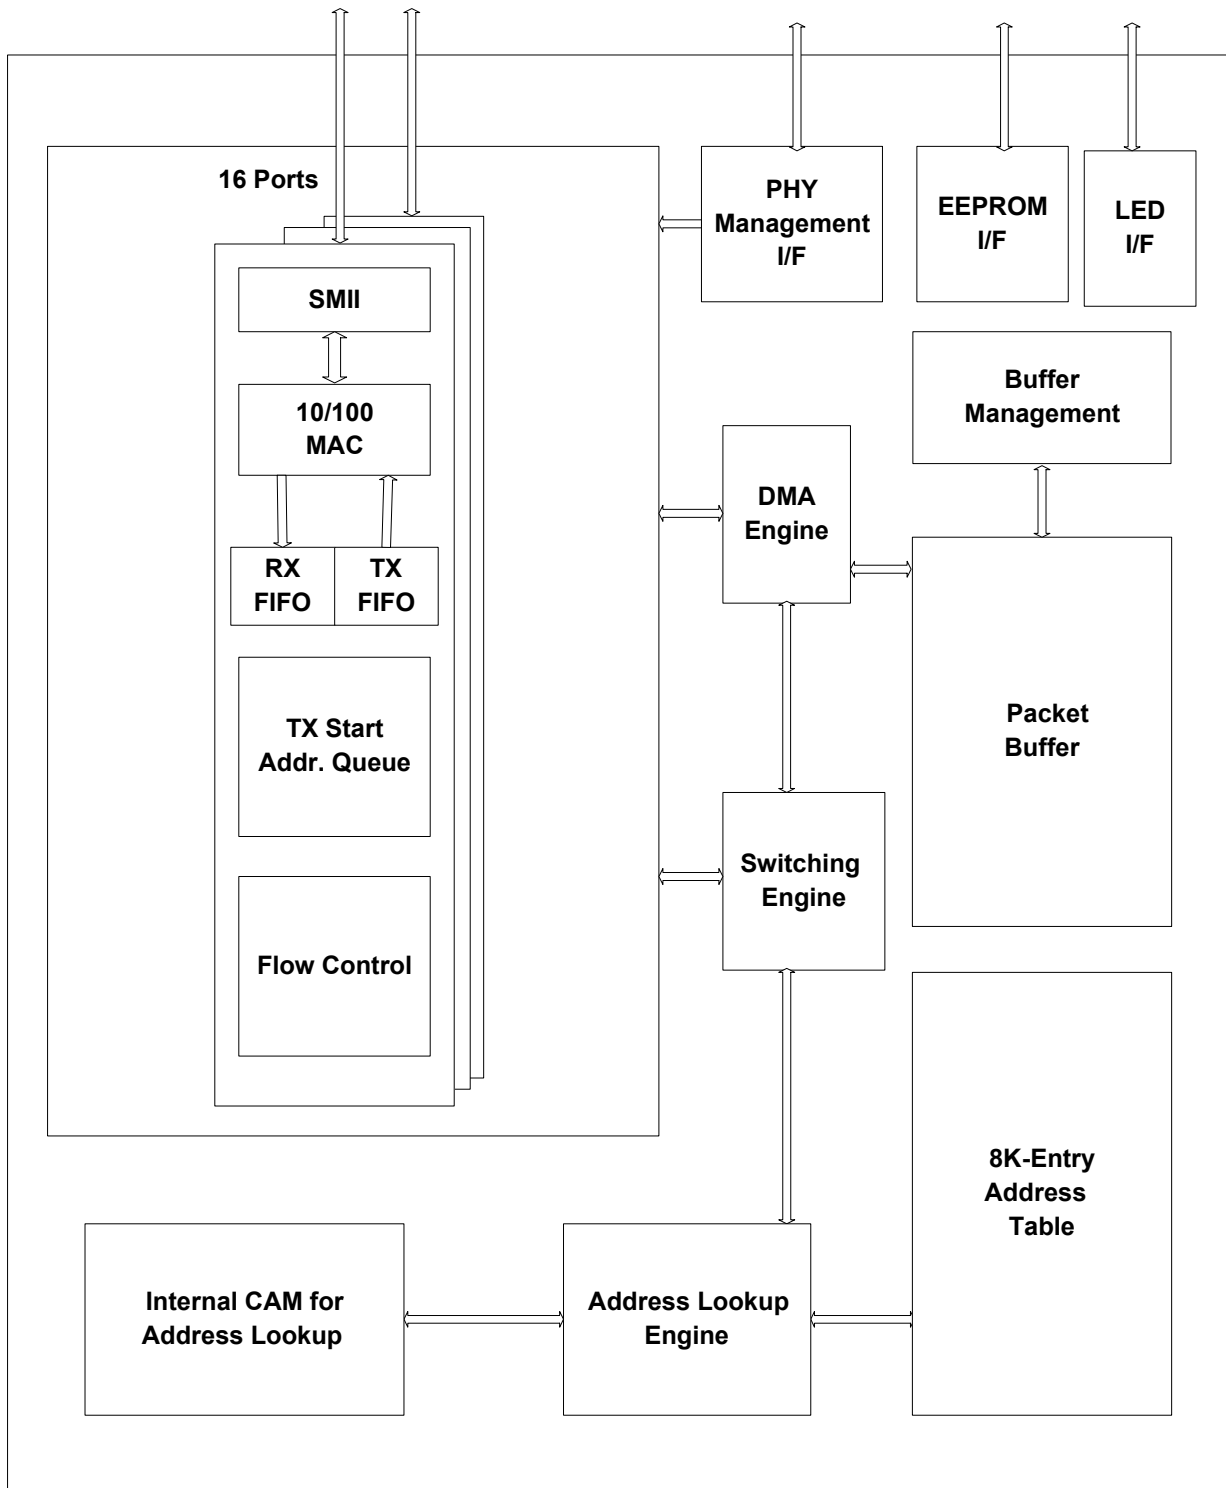 16 Ports
SMII
10/100
MAC
RX
FIFO
TX
FIFO
TX Start
Addr. Queue
Flow Control
PHY
Management
I/F
EEPROM
I/F
LED
I/F
Buffer
Management
DMA
Engine
Packet
Buffer
Switching
Engine
8K-Entry
Address
Table
Internal CAM for
Address Lookup
Address Lookup
Engine